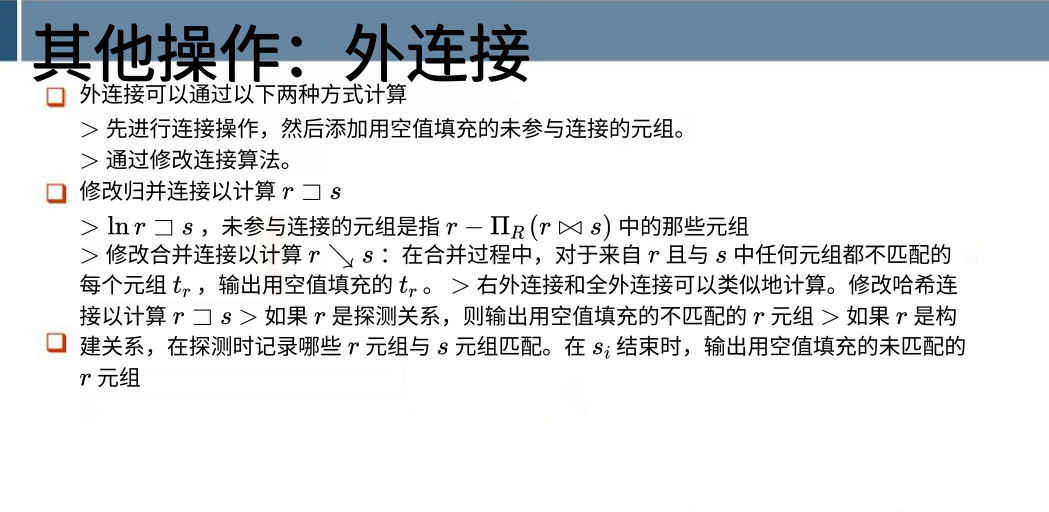 其他操作：外连接
❑ 外连接可以通过以下两种方式计算
> 先进行连接操作，然后添加用空值填充的未参与连接的元组。
> 通过修改连接算法。
❑ 修改归并连接以计算 r ⊐ s
> ln r ⊐ s ，未参与连接的元组是指 r − Π_R (r ⋈ s) 中的那些元组
> 修改合并连接以计算 r ↘ s ：在合并过程中，对于来自 r 且与 s 中任何元组都不匹配的
每个元组 t_r ，输出用空值填充的 t_r 。 > 右外连接和全外连接可以类似地计算。修改哈希连
接以计算 r ⊐ s > 如果 r 是探测关系，则输出用空值填充的不匹配的 r 元组 > 如果 r 是构
❑ 建关系，在探测时记录哪些 r 元组与 s 元组匹配。在 s_i 结束时，输出用空值填充的未匹配的
r 元组